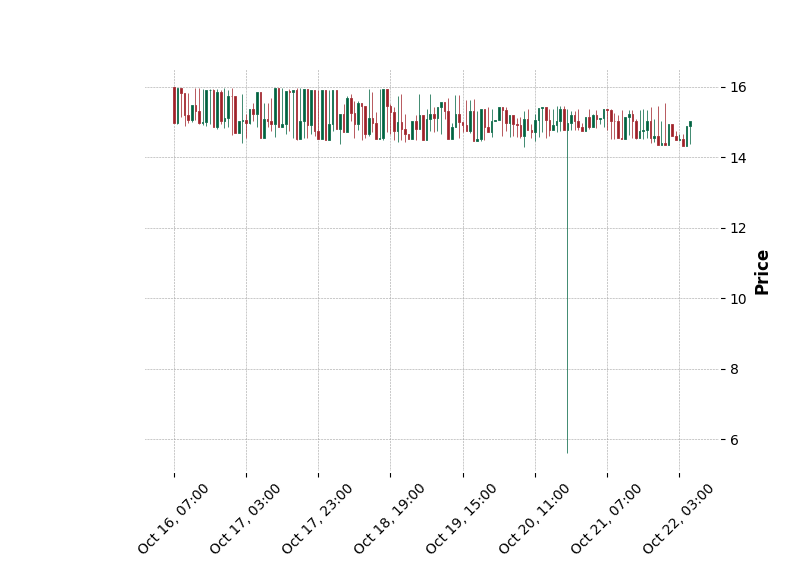 16
14
12
10
8
6
Price
Oct 16, 07:00
Oct 17, 03:00
Oct 17, 23:00
Oct 18, 19:00
Oct 19, 15:00
Oct 20, 11:00
Oct 21, 07:00
Oct 22, 03:00